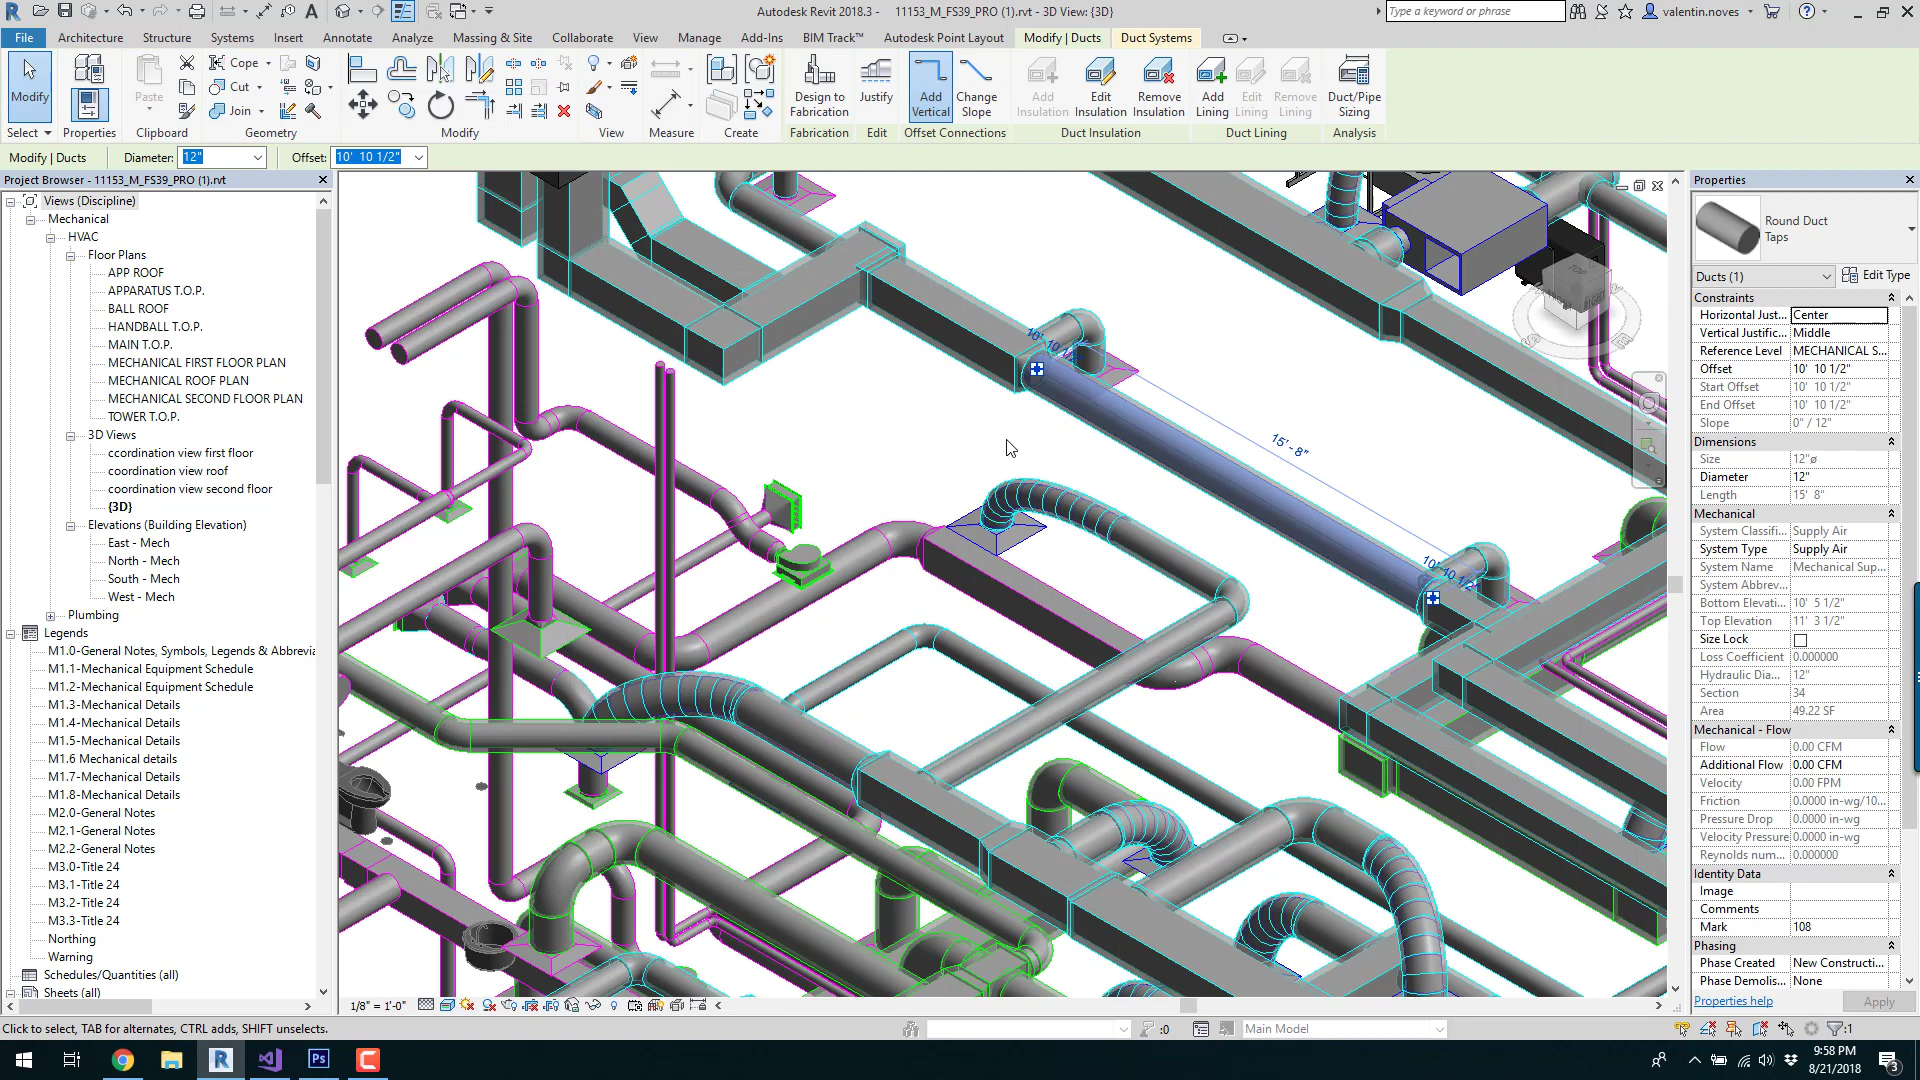 Autodesk Revit 2018.3 - 11153_M_FS39_PRO (1).rvt - 3D View: {3D}
Type a keyword or phrase
valentin.noves
File Architecture Structure Systems Insert Annotate Analyze Massing & Site Collaborate View Manage Add-Ins BIM Track™ Autodesk Point Layout Modify | Ducts Duct Systems
Modify
Paste
Cope
Cut
Join
Design to Fabrication
Justify
Add Vertical
Change Slope
Add Insulation
Edit Insulation
Remove Insulation
Add Lining
Edit Lining
Remove Lining
Duct/Pipe Sizing
Select Properties Clipboard Geometry Modify View Measure Create Fabrication Edit Offset Connections Duct Insulation Duct Lining Analysis
Modify | Ducts Diameter: 12" Offset: 10' 10 1/2"
Project Browser - 11153_M_FS39_PRO (1).rvt
Views (Discipline)
Mechanical
HVAC
Floor Plans
APP ROOF
APPARATUS T.O.P.
BALL ROOF
HANDBALL T.O.P.
MAIN T.O.P.
MECHANICAL FIRST FLOOR PLAN
MECHANICAL ROOF PLAN
MECHANICAL SECOND FLOOR PLAN
TOWER T.O.P.
3D Views
ccordination view first floor
coordination view roof
coordination view second floor
{3D}
Elevations (Building Elevation)
East - Mech
North - Mech
South - Mech
West - Mech
Plumbing
Legends
M1.0-General Notes, Symbols, Legends & Abbrevia
M1.1-Mechanical Equipment Schedule
M1.2-Mechanical Equipment Schedule
M1.3-Mechanical Details
M1.4-Mechanical Details
M1.5-Mechanical Details
M1.6 Mechanical details
M1.7-Mechanical Details
M1.8-Mechanical Details
M2.0-General Notes
M2.1-General Notes
M2.2-General Notes
M3.0-Title 24
M3.1-Title 24
M3.2-Title 24
M3.3-Title 24
Northing
Warning
Schedules/Quantities (all)
Sheets (all)
10' 10 1/2"
15' - 8"
10' 10 1/2"
TOP
Properties
Round Duct
Taps
Ducts (1) Edit Type
Constraints
Horizontal Just... Center
Vertical Justific... Middle
Reference Level MECHANICAL S...
Offset 10' 10 1/2"
Start Offset 10' 10 1/2"
End Offset 10' 10 1/2"
Slope 0" / 12"
Dimensions
Size 12"ø
Diameter 12"
Length 15' 8"
Mechanical
System Classifi... Supply Air
System Type Supply Air
System Name Mechanical Sup...
System Abbrev...
Bottom Elevati... 10' 5 1/2"
Top Elevation 11' 3 1/2"
Size Lock
Loss Coefficient 0.000000
Hydraulic Dia... 12"
Section 34
Area 49.22 SF
Mechanical - Flow
Flow 0.00 CFM
Additional Flow 0.00 CFM
Velocity 0.00 FPM
Friction 0.0000 in-wg/10...
Pressure Drop 0.0000 in-wg
Velocity Pressure 0.0000 in-wg
Reynolds num... 0.000000
Identity Data
Image
Comments
Mark 108
Phasing
Phase Created New Constructi...
Phase Demolis... None
Properties help Apply
1/8" = 1'-0"
Click to select, TAB for alternates, CTRL adds, SHIFT unselects.
:0
Main Model
:1
9:58 PM
8/21/2018
3